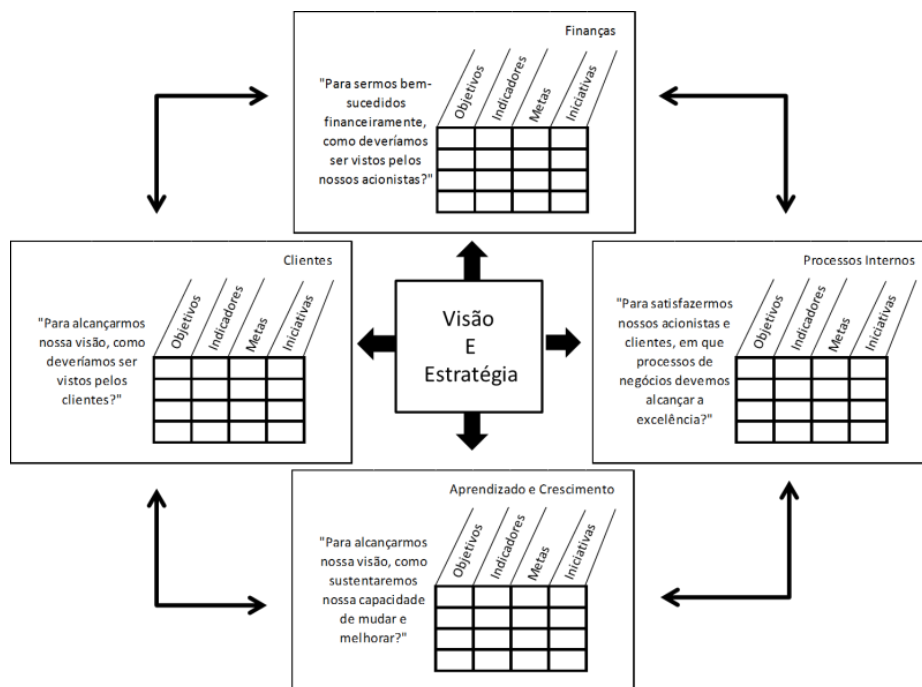 Finanças
"Para sermos bem-
sucedidos
financeiramente,
como deveríamos
ser vistos pelos
nossos acionistas?"
Objetivos
Indicadores
Metas
Iniciativas
Clientes
"Para alcançarmos
nossa visão, como
deveríamos ser
vistos pelos
clientes?"
Objetivos
Indicadores
Metas
Iniciativas
Visão
E
Estratégia
Processos Internos
"Para satisfazermos
nossos acionistas e
clientes, em que
processos de
negócios devemos
alcançar a
excelência?"
Objetivos
Indicadores
Metas
Iniciativas
Aprendizado e Crescimento
"Para alcançarmos
nossa visão, como
sustentaremos
nossa capacidade
de mudar e
melhorar?"
Objetivos
Indicadores
Metas
Iniciativas